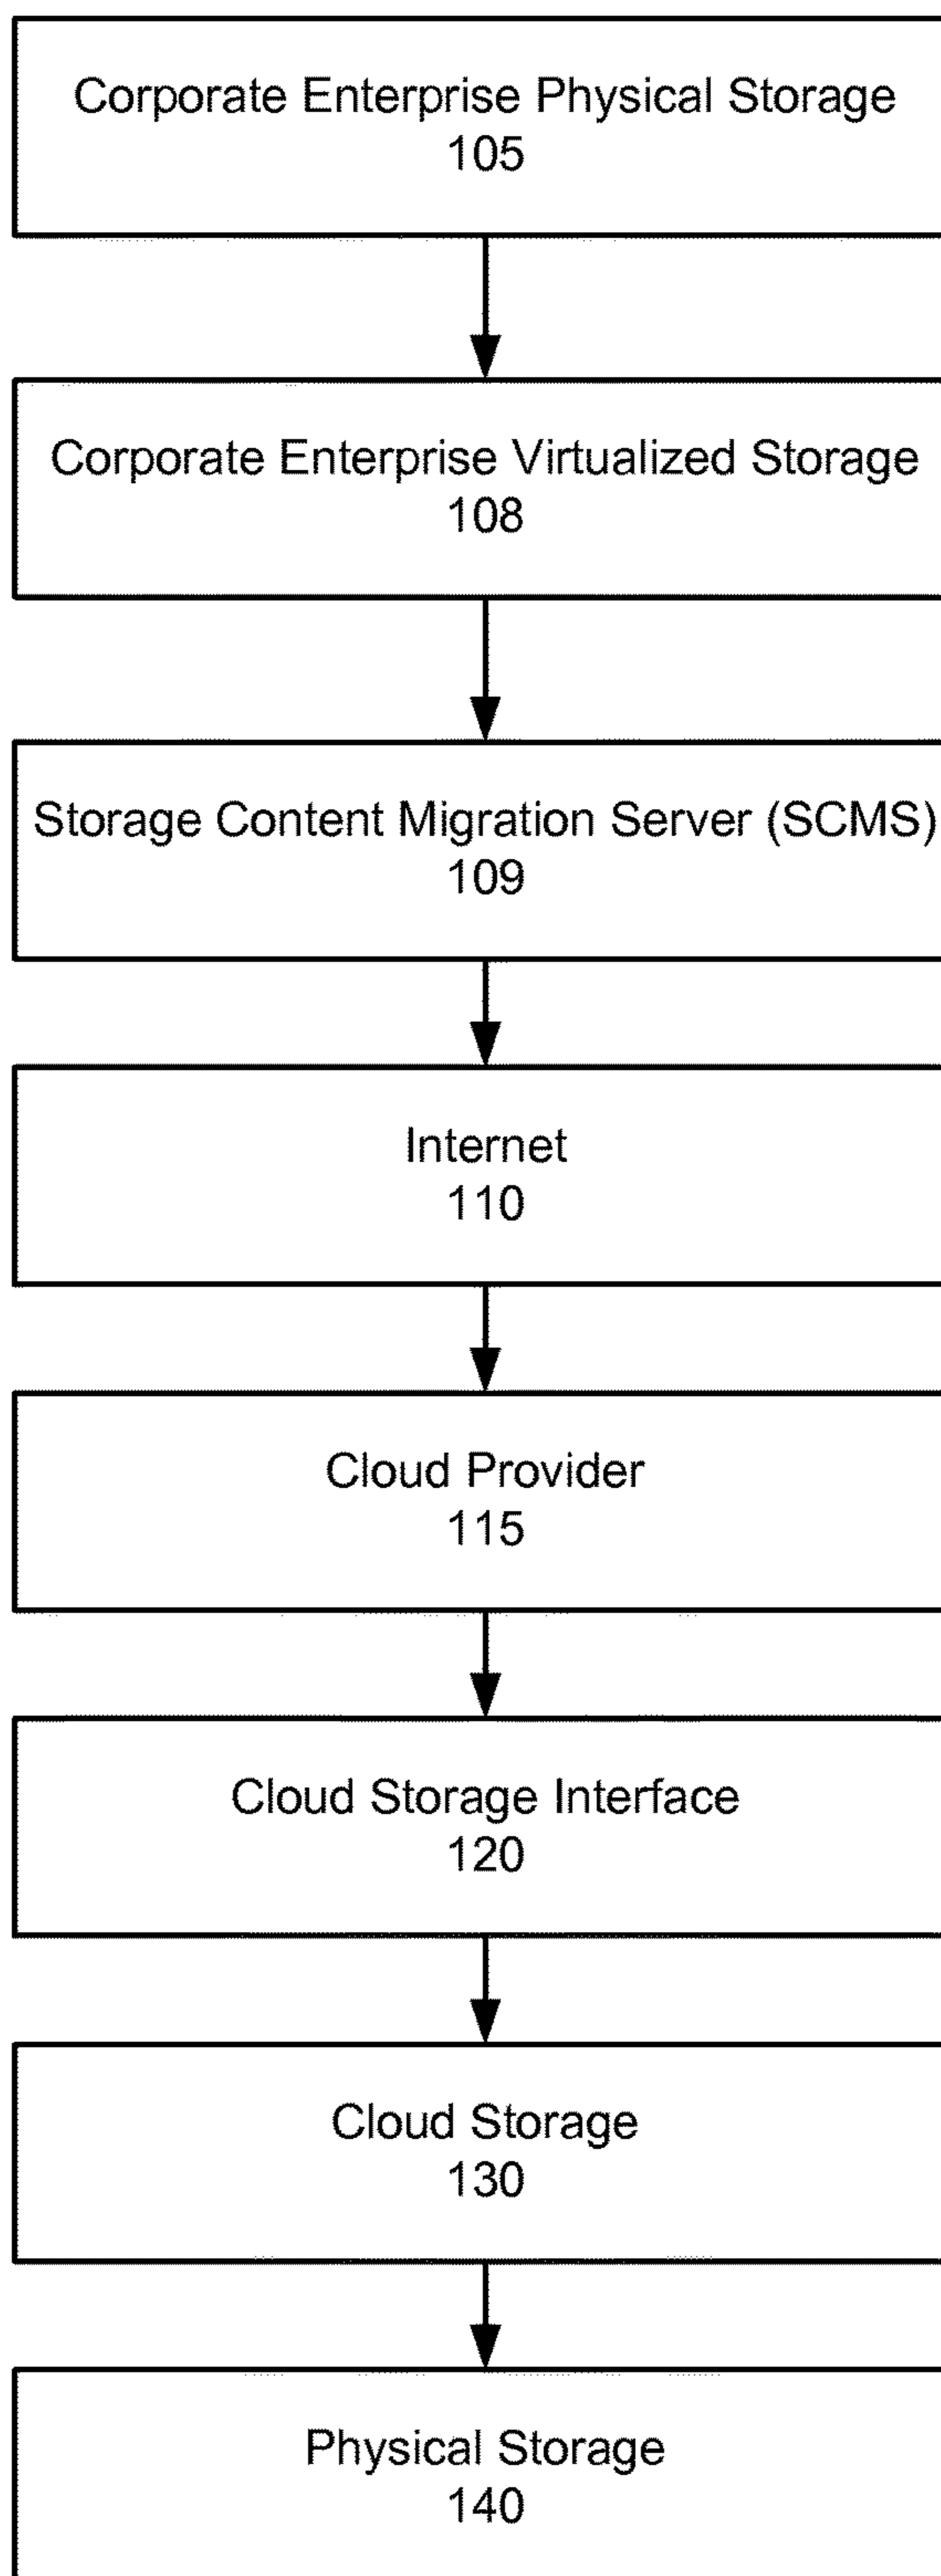 Corporate Enterprise Physical Storage
105
Corporate Enterprise Virtualized Storage
108
Storage Content Migration Server (SCMS)
109
Internet
110
Cloud Provider
115
Cloud Storage Interface
120
Cloud Storage
130
Physical Storage
140